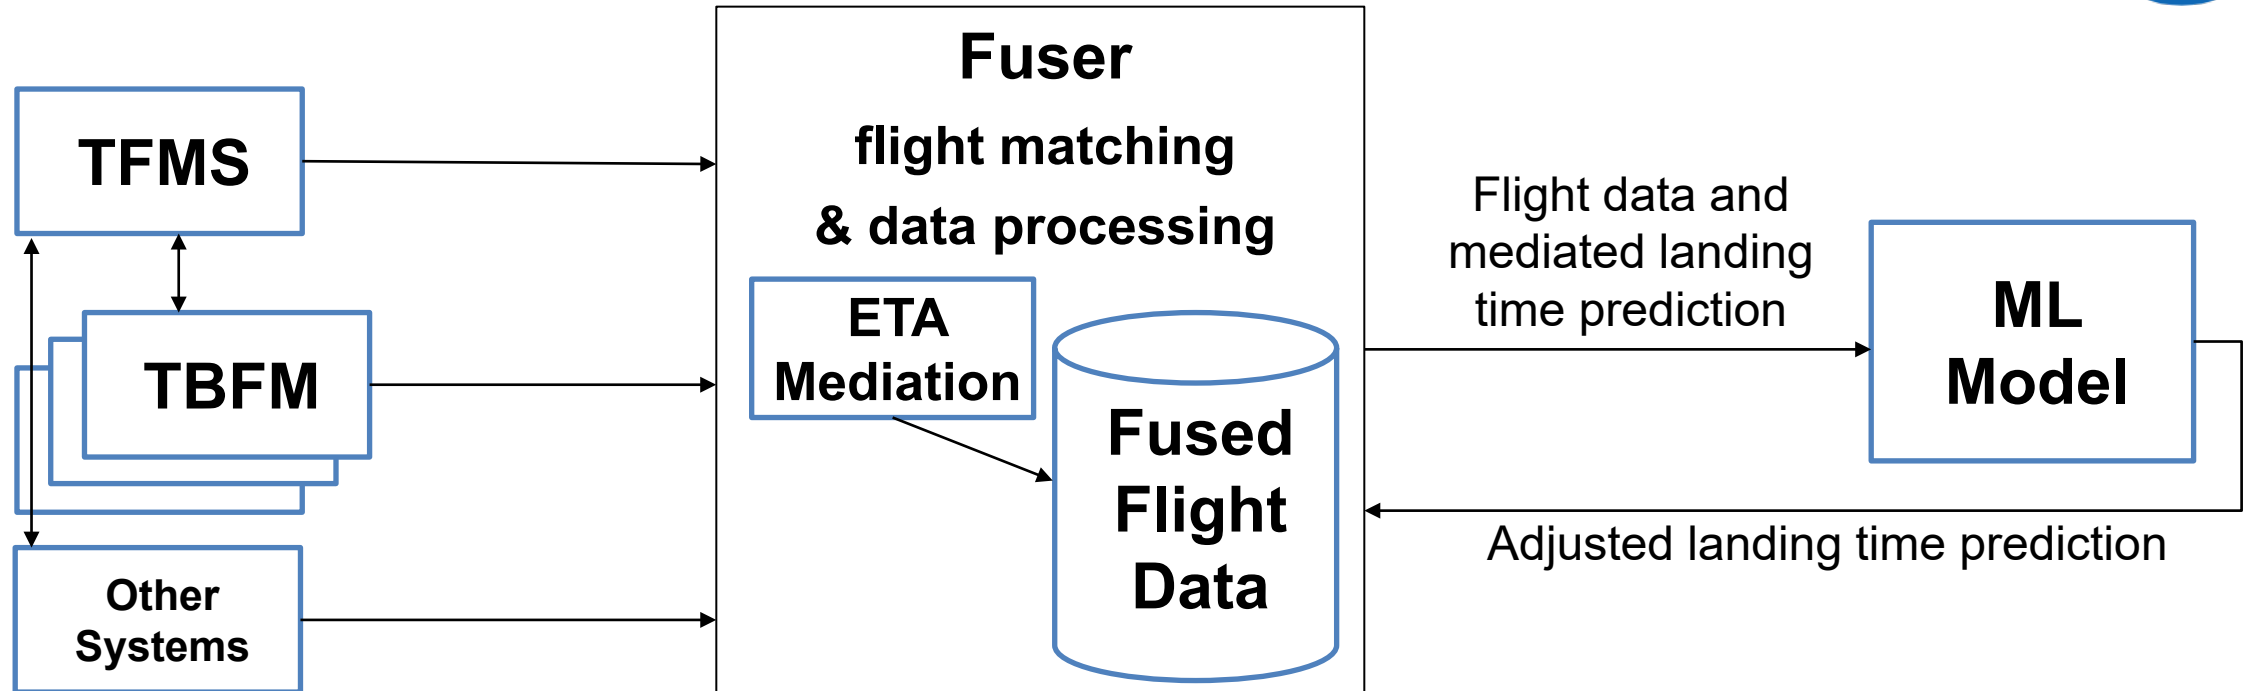 TFMS
TBFM
Other
Systems
Fuser
flight matching
& data processing
ETA
Mediation
Fused
Flight
Data
Flight data and
mediated landing
time prediction
ML
Model
Adjusted landing time prediction